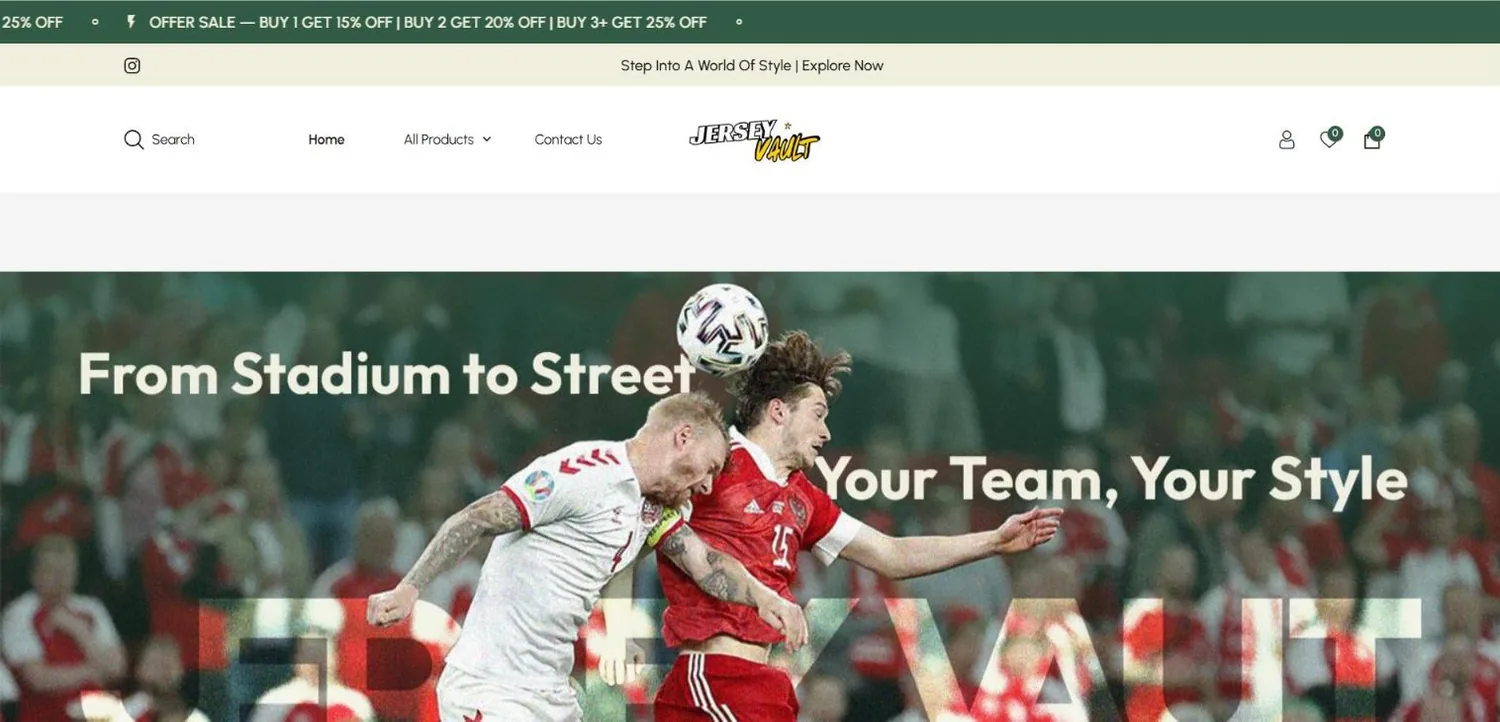 25% OFF
OFFER SALE — BUY 1 GET 15% OFF | BUY 2 GET 20% OFF | BUY 3+ GET 25% OFF
Step Into A World Of Style | Explore Now
Search
Home
All Products
Contact Us
JERSEY
VAULT
0
0
From Stadium to Street
Your Team, Your Style
4
15